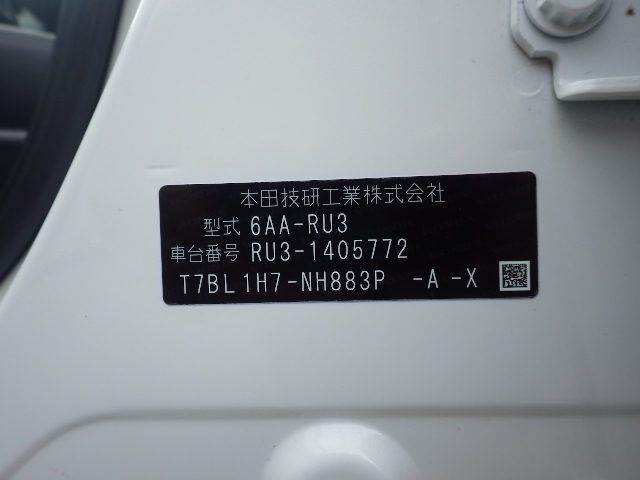 本田技研工業株式会社
型式 6AA-RU3
車台番号 RU3-1405772
T7BL1H7-NH883P -A -X